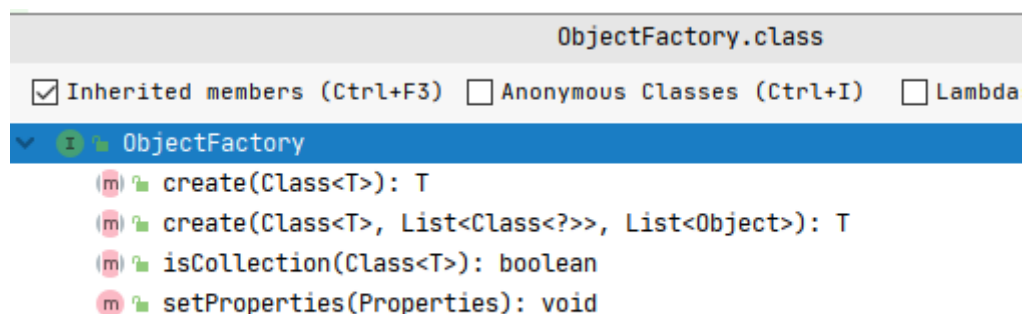 ObjectFactory.class
Inherited members (Ctrl+F3) Anonymous Classes (Ctrl+I) Lambda
I ObjectFactory
m create(Class<T>): T
m create(Class<T>, List<Class<?>>, List<Object>): T
m isCollection(Class<T>): boolean
m setProperties(Properties): void